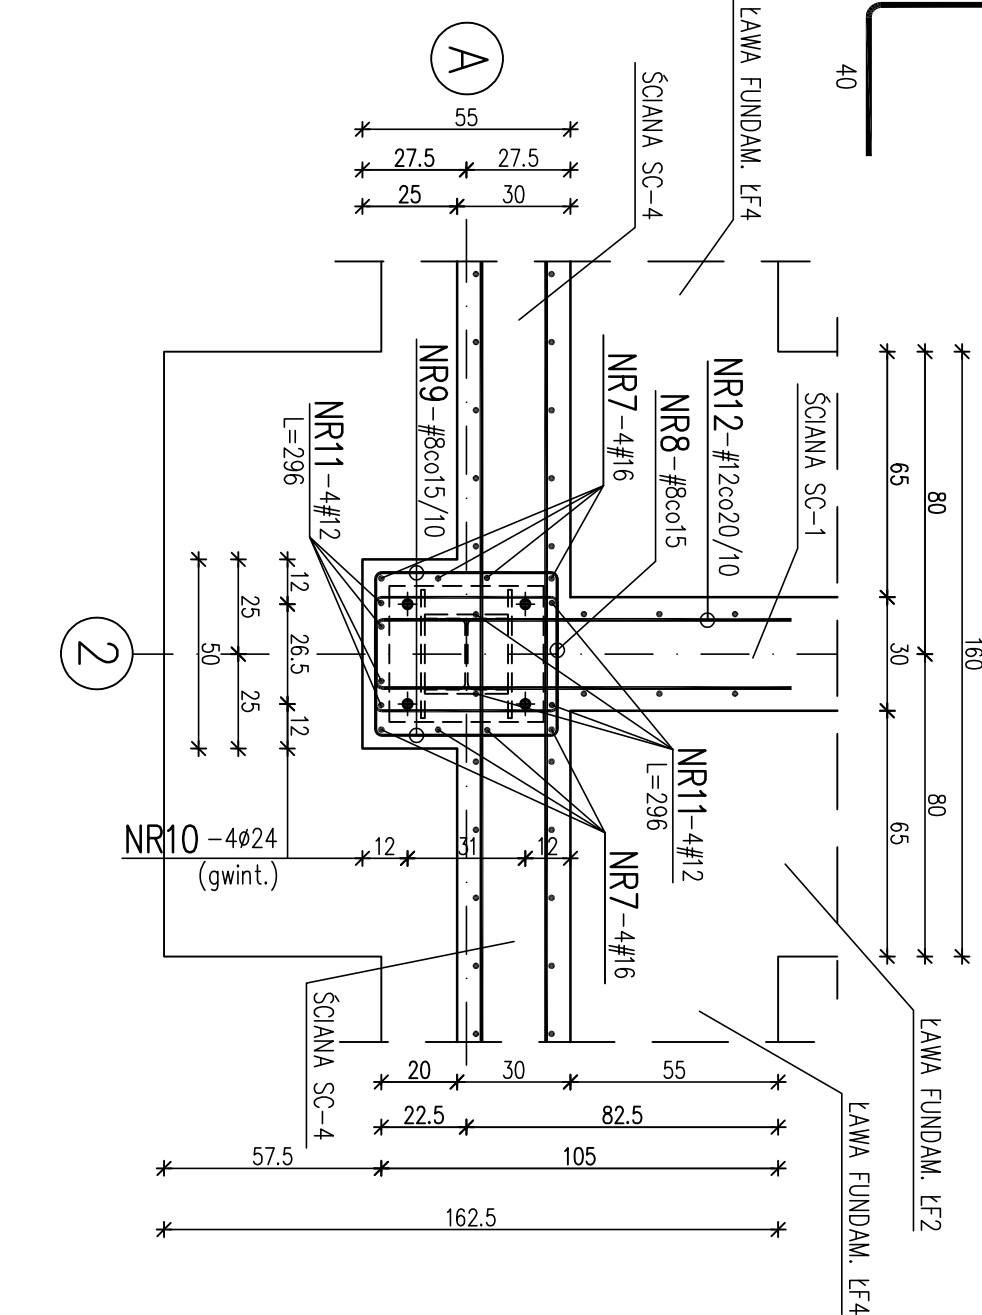 40
ŁAWA FUNDAM. ŁF4
ŚCIANA SC-4
A
55
27.5
27.5
25
30
160
80
80
65
30
65
ŚCIANA SC-1
NR12-#12co20/10
NR8-#8co15
NR7-4#16
NR9-#8co15/10
NR11-4#12
L=296
12
26.5
12
25
25
50
2
NR11-4#12
L=296
NR7-4#16
NR10-4ø24
(gwint.)
12
31
12
ŚCIANA SC-4
ŁAWA FUNDAM. ŁF2
ŁAWA FUNDAM. ŁF4
20
30
55
22.5
82.5
57.5
105
162.5